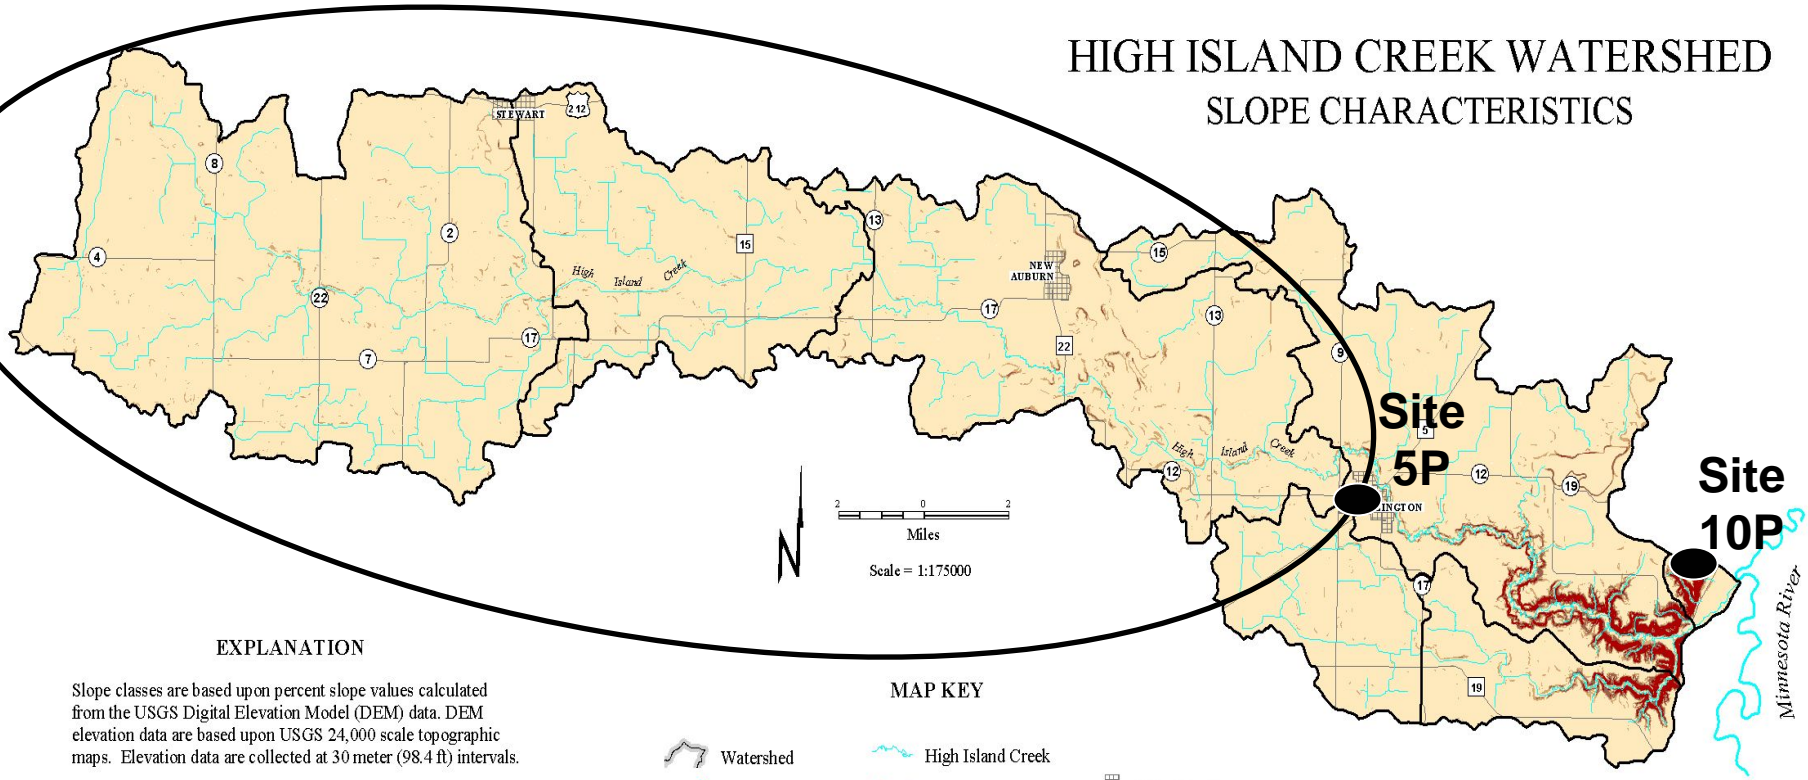 HIGH ISLAND CREEK WATERSHED
SLOPE CHARACTERISTICS
STEWART
212
8
2
4
22
7
17
15
13
High Island Creek
NEW
AUBURN
17
22
15
13
9
High Island Creek
12
5
12
19
17
19
LINGTON
Site
5P
Site
10P
Minnesota River
2 0 2
Miles
Scale = 1:175000
N
EXPLANATION
Slope classes are based upon percent slope values calculated
from the USGS Digital Elevation Model (DEM) data. DEM
elevation data are based upon USGS 24,000 scale topographic
maps. Elevation data are collected at 30 meter (98.4 ft) intervals.
MAP KEY
Watershed
High Island Creek